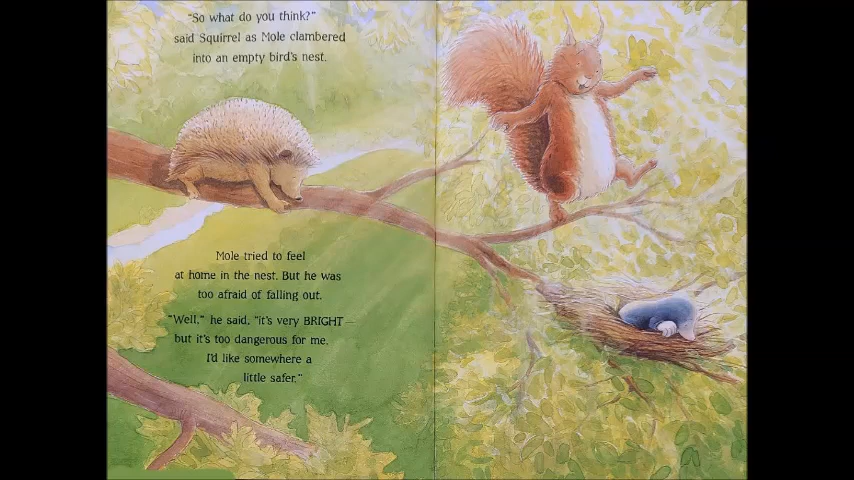 "So what do you think?"
said Squirrel as Mole clambered
into an empty bird's nest.
Mole tried to feel
at home in the nest. But he was
too afraid of falling out.
"Well," he said, "it's very BRIGHT –
but it's too dangerous for me.
I'd like somewhere a
little safer."